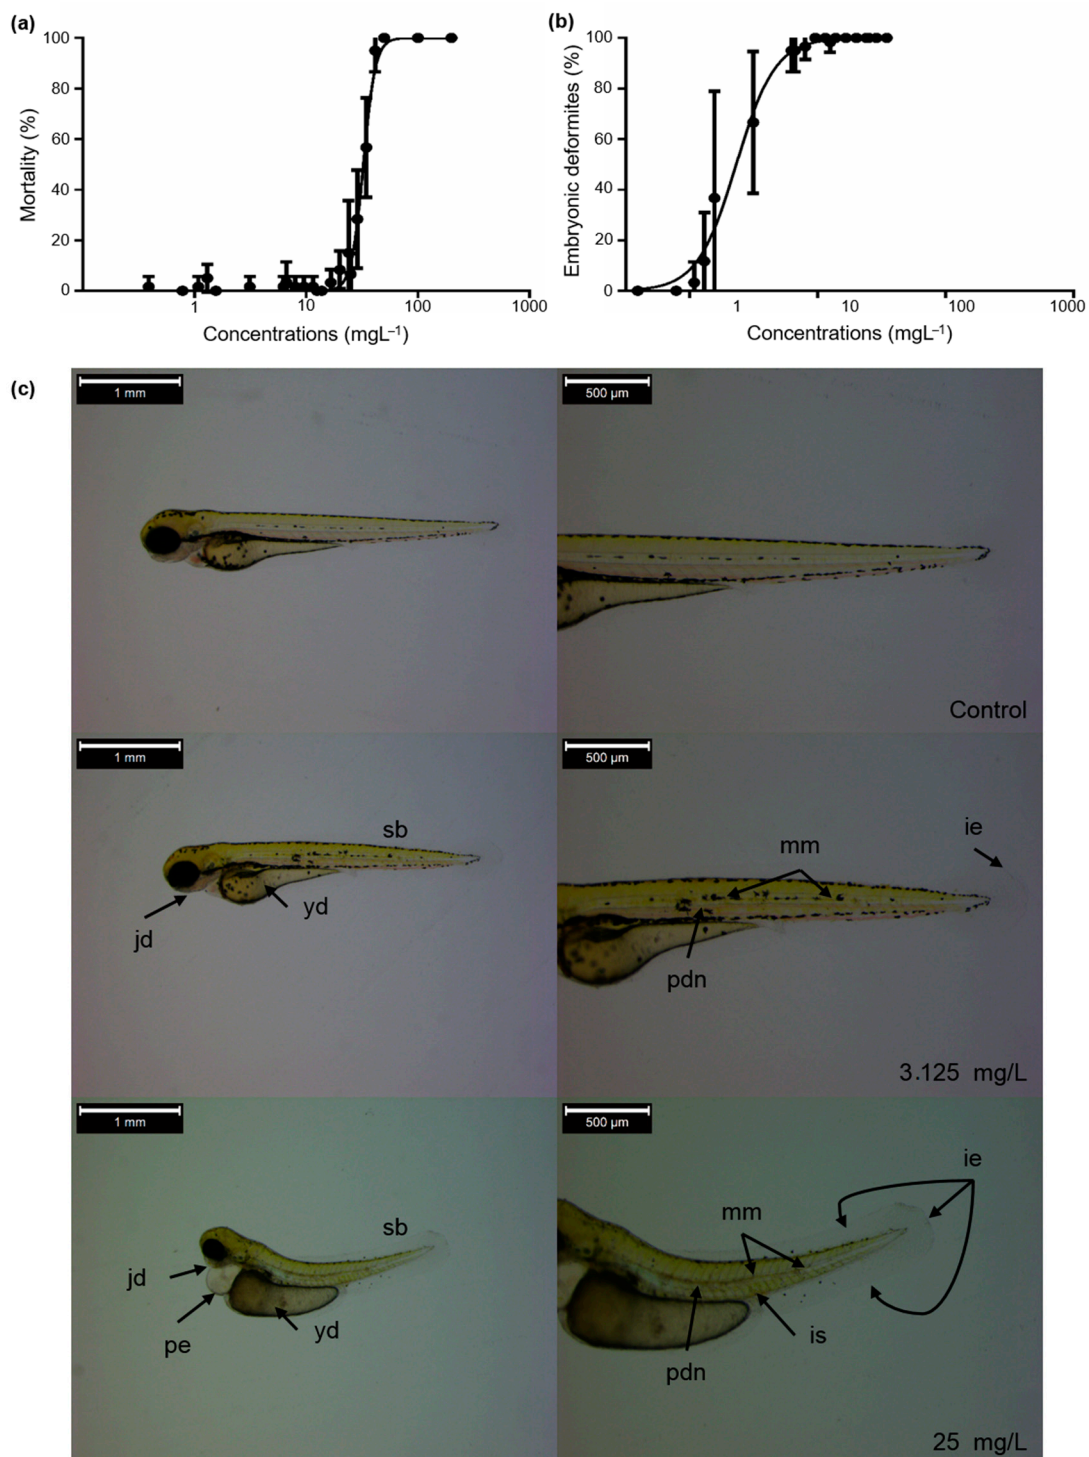 (a)
Mortality (%)
100
80
60
40
20
0
1
10
100
1000
Concentrations (mgL⁻¹)
(b)
Embryonic deformites (%)
100
80
60
40
20
0
1
10
100
1000
Concentrations (mgL⁻¹)
(c)
1 mm
500 µm
Control
1 mm
sb
jd
yd
500 µm
ie
mm
pdn
3.125 mg/L
1 mm
sb
jd
pe
yd
500 µm
ie
mm
is
pdn
25 mg/L